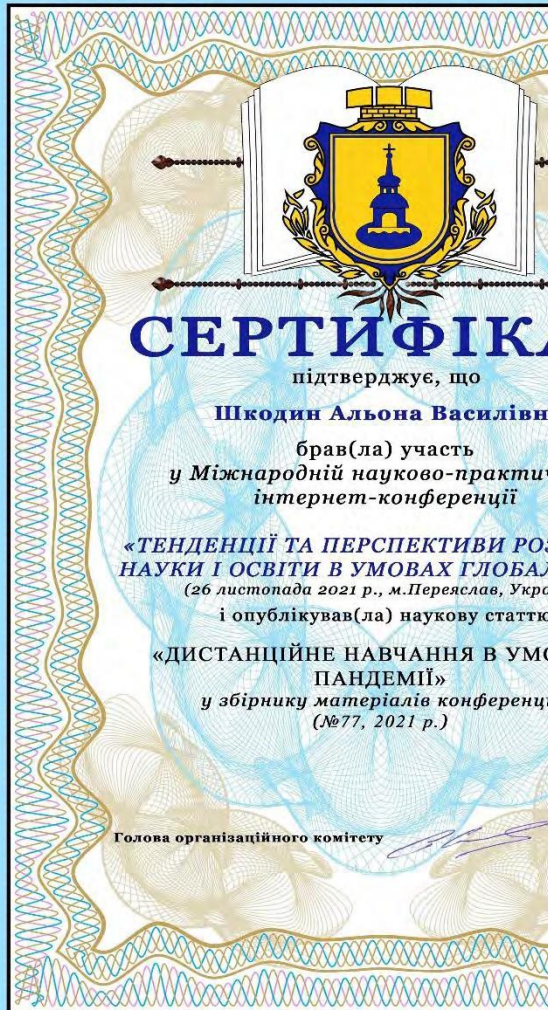 СЕРТИФІКА
підтверджує, що
Шкодин Альона Василівн
брав(ла) участь
у Міжнародній науково-практич
інтернет-конференції
«ТЕНДЕНЦІЇ ТА ПЕРСПЕКТИВИ РОЗ
НАУКИ І ОСВІТИ В УМОВАХ ГЛОБАЛ
(26 листопада 2021 р., м.Переяслав, Укра
і опублікував(ла) наукову статтю
«ДИСТАНЦІЙНЕ НАВЧАННЯ В УМО
ПАНДЕМІЇ»
у збірнику матеріалів конференці
(№77, 2021 р.)
Голова організаційного комітету